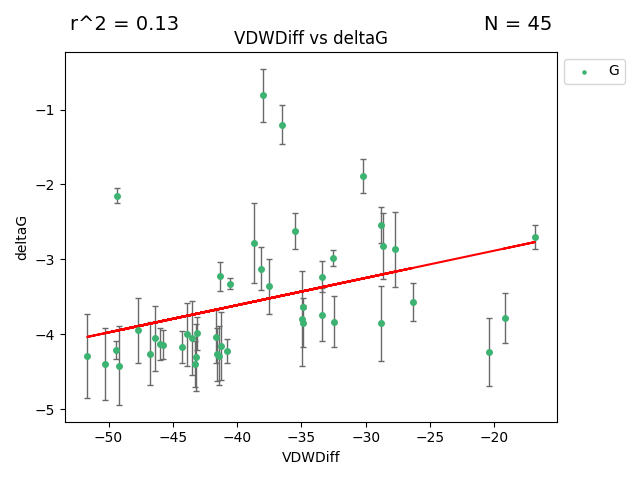 r^2 = 0.13 N = 45
VDWDiff vs deltaG
G
−1
−2
−3
−4
−5
deltaG
−50 −45 −40 −35 −30 −25 −20
VDWDiff